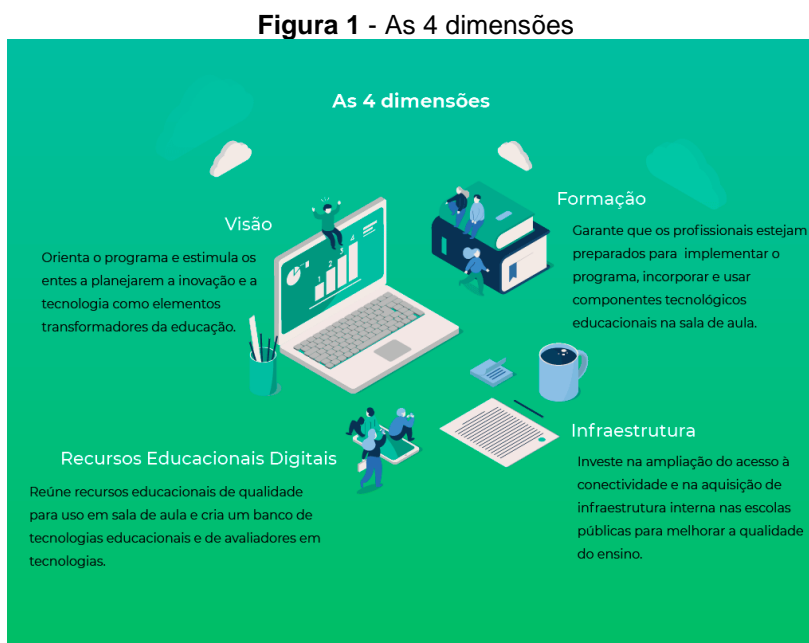 Figura 1 - As 4 dimensões
As 4 dimensões
Visão
Orienta o programa e estimula os
entes a planejarem a inovação e a
tecnologia como elementos
transformadores da educação.
Formação
Garante que os profissionais estejam
preparados para implementar o
programa, incorporar e usar
componentes tecnológicos
educacionais na sala de aula.
1 2 3 4
Recursos Educacionais Digitais
Reúne recursos educacionais de qualidade
para uso em sala de aula e cria um banco de
tecnologias educacionais e de avaliadores em
tecnologias.
Infraestrutura
Investe na ampliação do acesso à
conectividade e na aquisição de
infraestrutura interna nas escolas
públicas para melhorar a qualidade
do ensino.